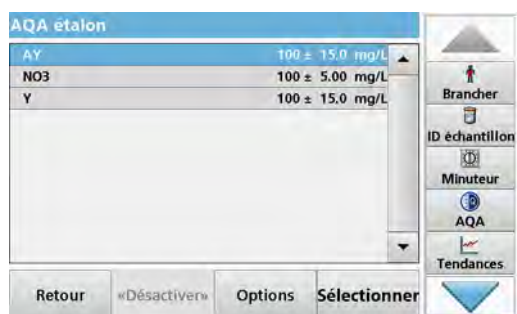 AQA étalon
AY 100 ± 15.0 mg/L
NO3 100 ± 5.00 mg/L
Y 100 ± 15.0 mg/L
Brancher
ID échantillon
Minuteur
AQA
Tendances
Retour «Désactiver» Options Sélectionner